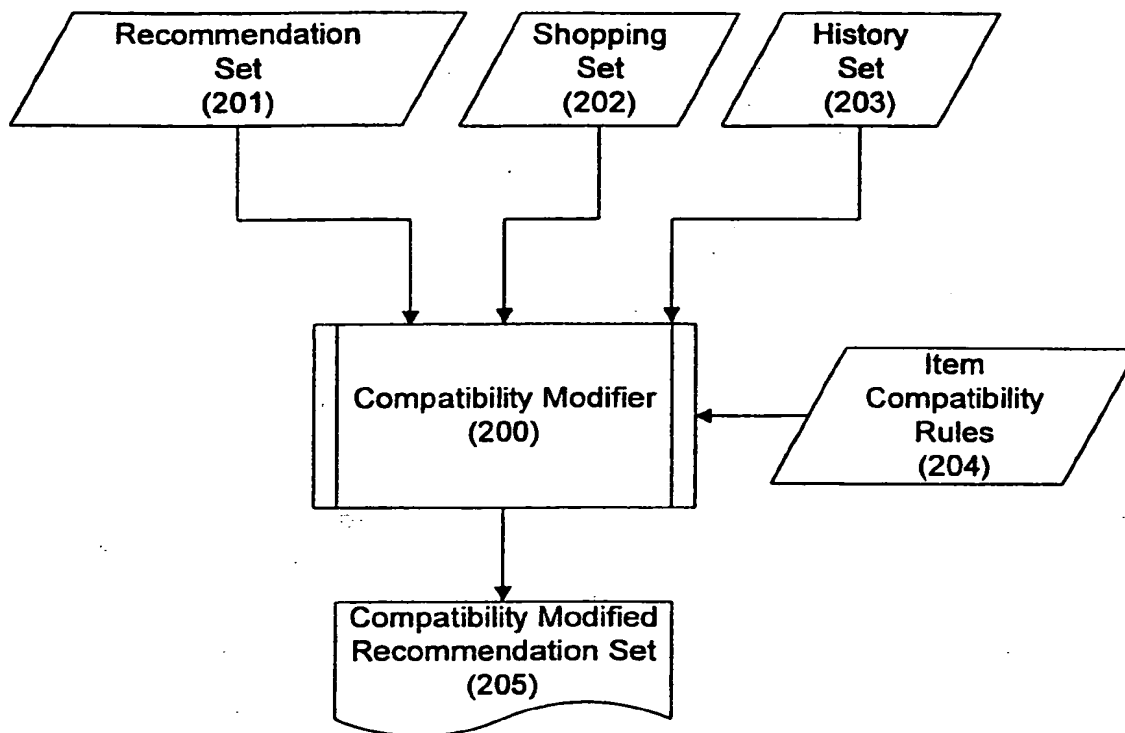 Recommendation
Set
(201)
Shopping
Set
(202)
History
Set
(203)
Compatibility Modifier
(200)
Item
Compatibility
Rules
(204)
Compatibility Modified
Recommendation Set
(205)